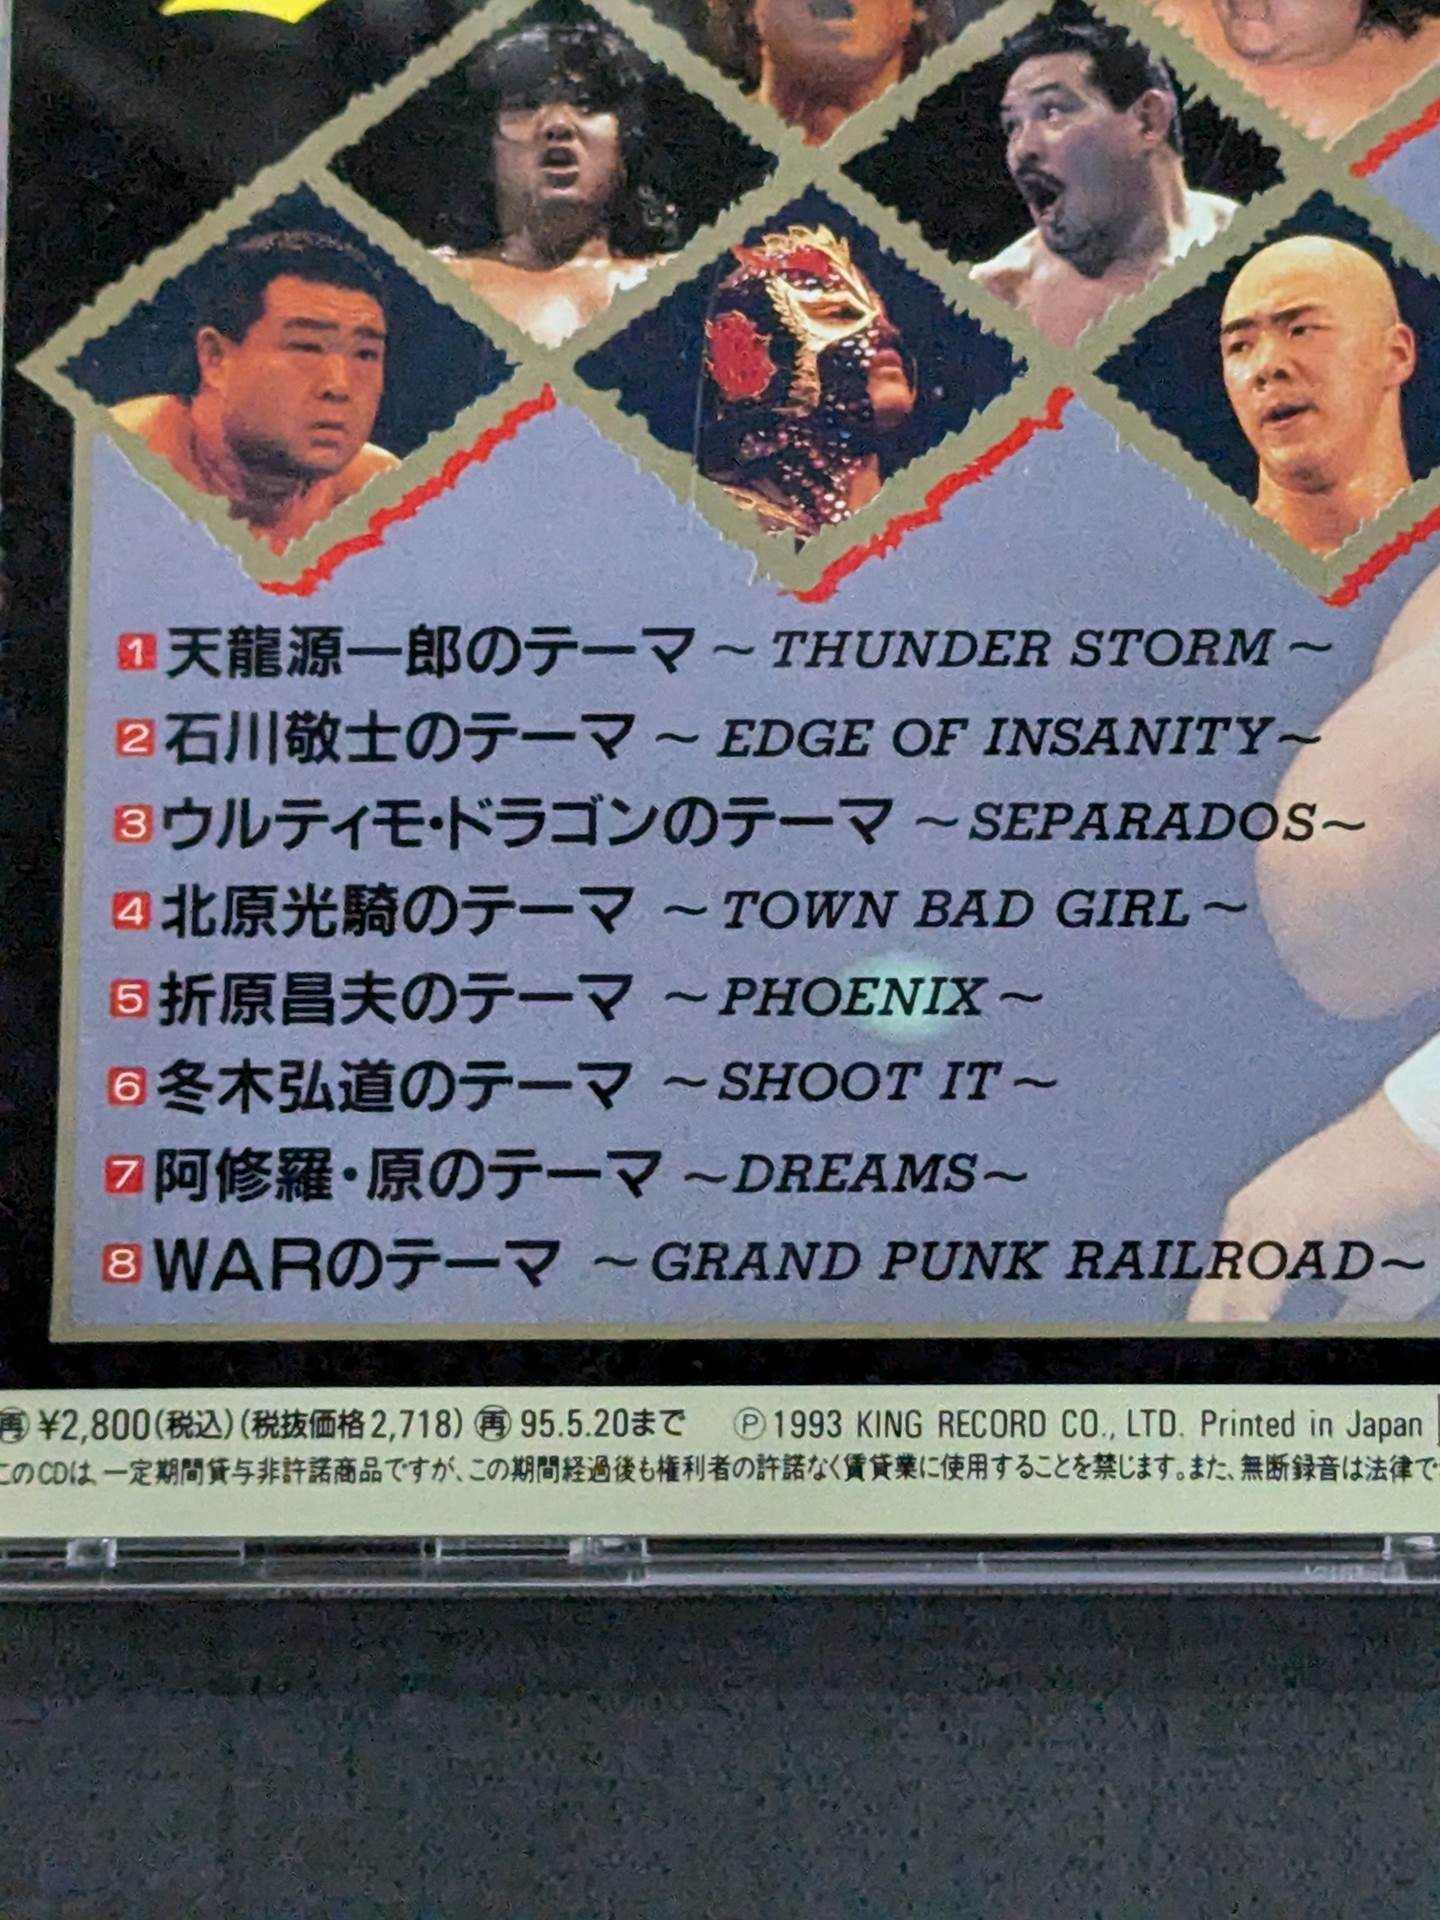 1 天龍源一郎のテーマ ～THUNDER STORM～
2 石川敬士のテーマ ～EDGE OF INSANITY～
3 ウルティモ・ドラゴンのテーマ ～SEPARADOS～
4 北原光騎のテーマ ～TOWN BAD GIRL～
5 折原昌夫のテーマ ～PHOENIX～
6 冬木弘道のテーマ ～SHOOT IT～
7 阿修羅・原のテーマ ～DREAMS～
8 WARのテーマ ～GRAND PUNK RAILROAD～
㊢ ¥2,800(税込)(税抜価格2,718) ㊢ 95.5.20まで Ⓟ1993 KING RECORD CO., LTD. Printed in Japan
このCDは、一定期間貸与非許諾商品ですが、この期間経過後も権利者の許諾なく賃貸業に使用することを禁じます。また、無断録音は法律で